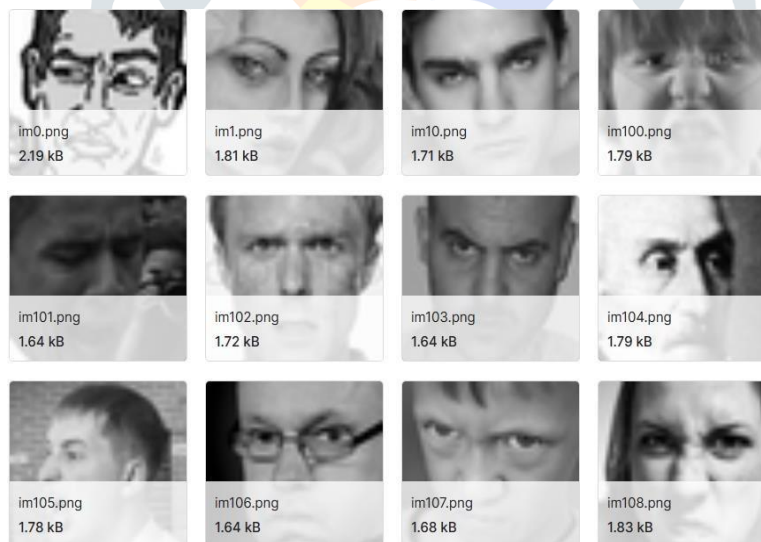 im0.png
2.19 kB
im1.png
1.81 kB
im10.png
1.71 kB
im100.png
1.79 kB
im101.png
1.64 kB
im102.png
1.72 kB
im103.png
1.64 kB
im104.png
1.79 kB
im105.png
1.78 kB
im106.png
1.64 kB
im107.png
1.68 kB
im108.png
1.83 kB